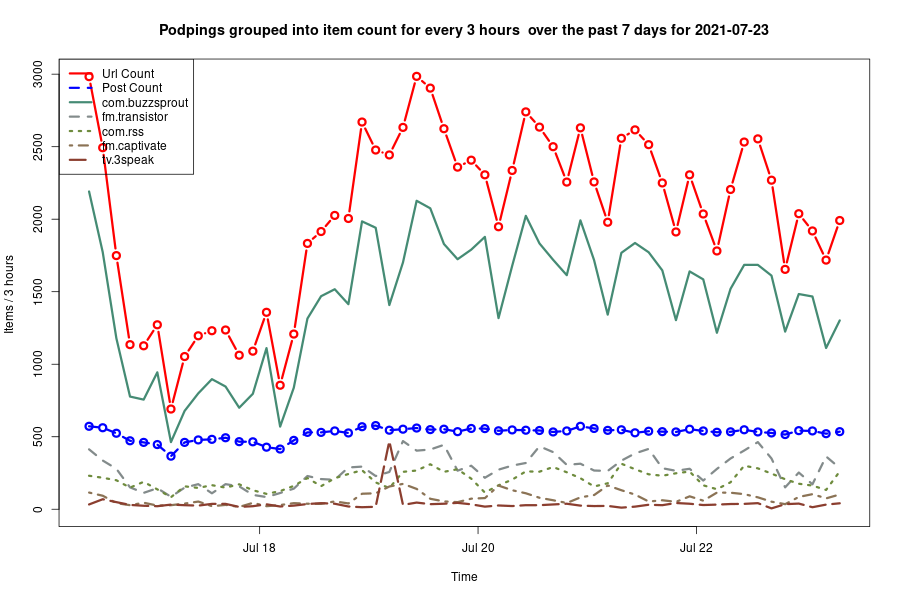 Podpings grouped into item count for every 3 hours  over the past 7 days for 2021-07-23
Url Count
Post Count
com.buzzsprout
fm.transistor
com.rss
fm.captivate
tv.3speak
Items / 3 hours
3000
2500
2000
1500
1000
500
0
Jul 18
Jul 20
Jul 22
Time